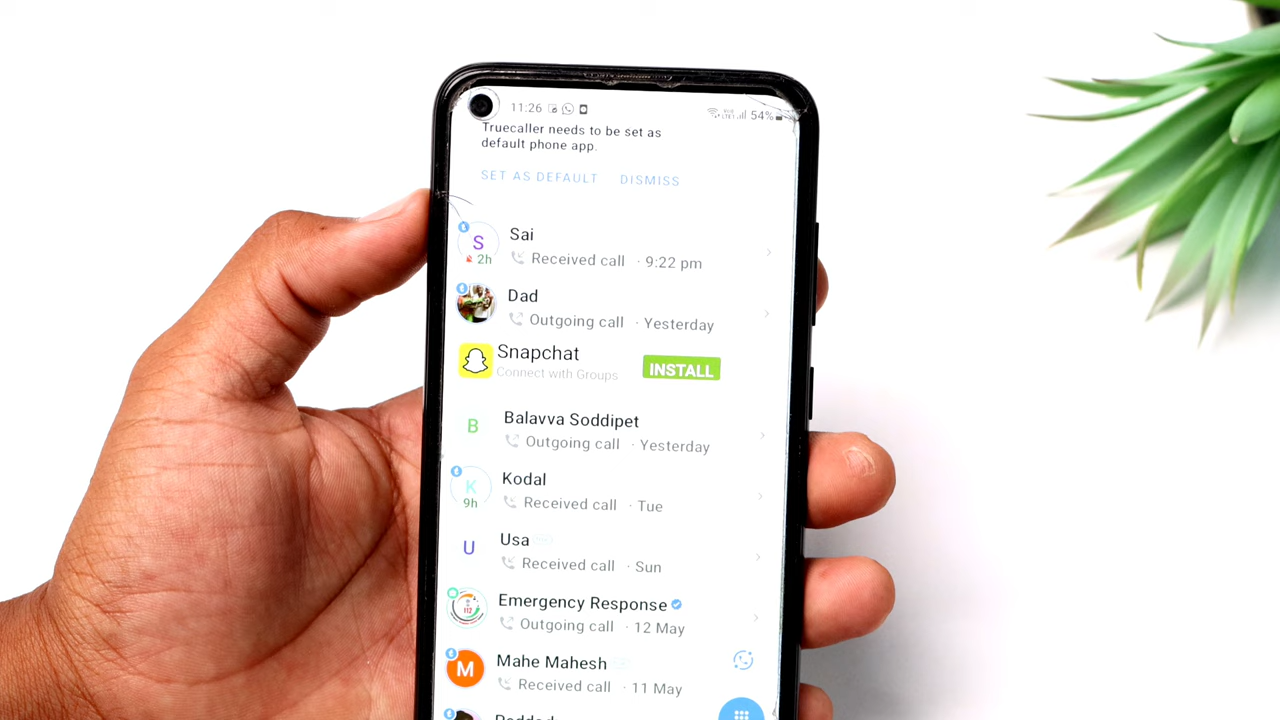 11:26 54%
Truecaller needs to be set as
default phone app.
SET AS DEFAULT DISMISS
S
2h
Sai
Received call · 9:22 pm
Dad
Outgoing call · Yesterday
Snapchat
Connect with Groups
INSTALL
B
Balavva Soddipet
Outgoing call · Yesterday
K
9h
Kodal
Received call · Tue
U
Usa
Received call · Sun
112
Emergency Response
Outgoing call · 12 May
M
Mahe Mahesh
Received call · 11 May